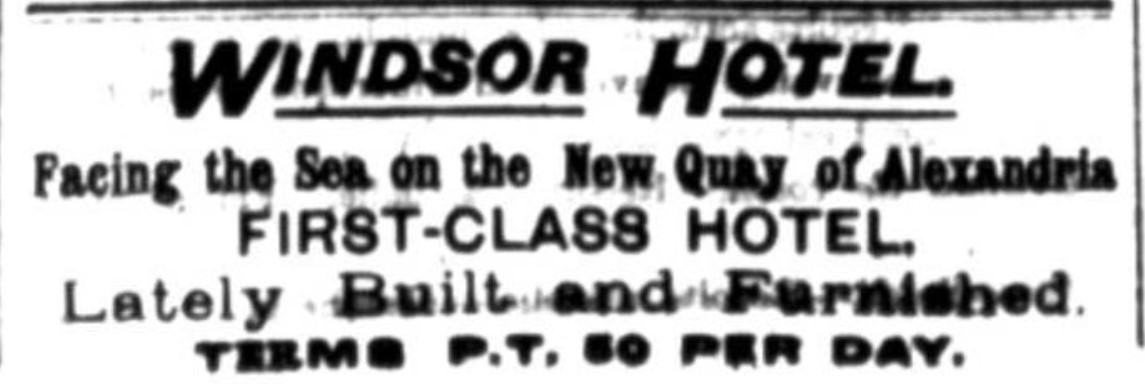 WINDSOR HOTEL.
Facing the Sea on the New Quay of Alexandria
FIRST-CLASS HOTEL.
Lately Built and Furnished.
TERMS P.T. 50 PER DAY.